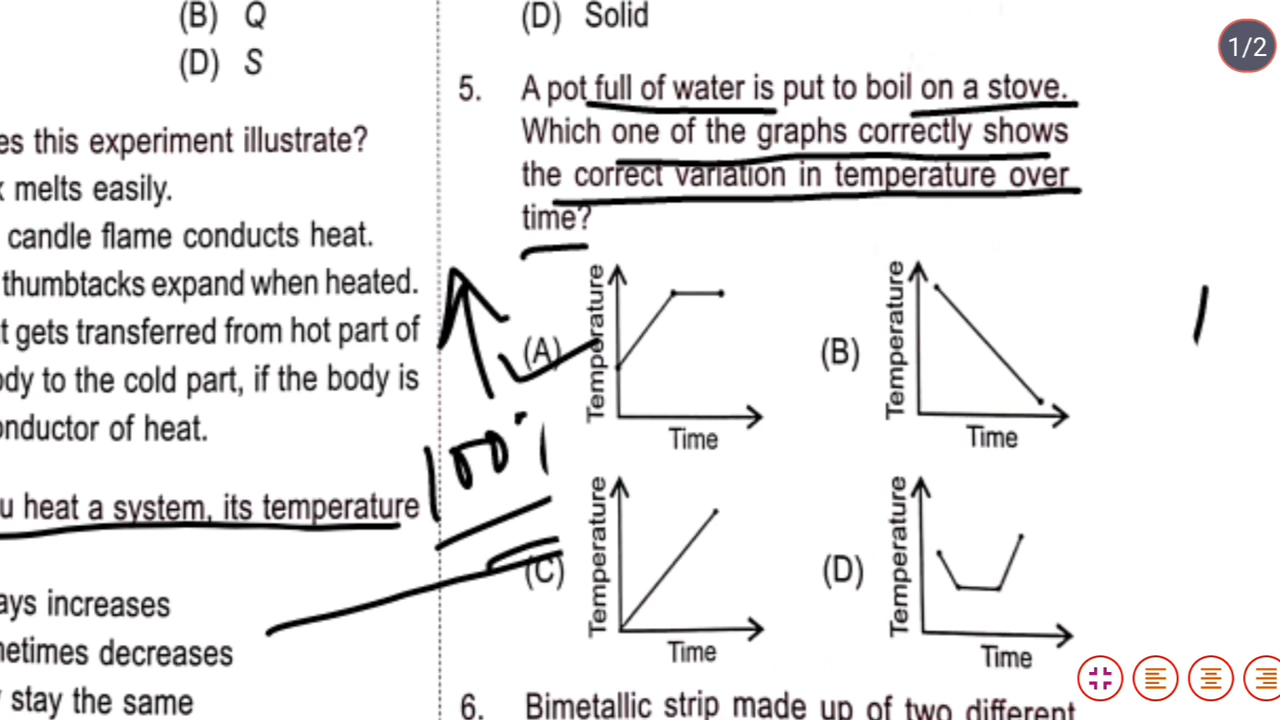 (B) Q
(D) S
es this experiment illustrate?
x melts easily.
candle flame conducts heat.
thumbtacks expand when heated.
t gets transferred from hot part of
ody to the cold part, if the body is
onductor of heat.
u heat a system, its temperature
ays increases
netimes decreases
stay the same
(D) Solid
5. A pot full of water is put to boil on a stove.
Which one of the graphs correctly shows
the correct variation in temperature over
time?
(A) Temperature Time
(B) Temperature Time
100°
(C) Temperature Time
(D) Temperature Time
6. Bimetallic strip made up of two different
1/2